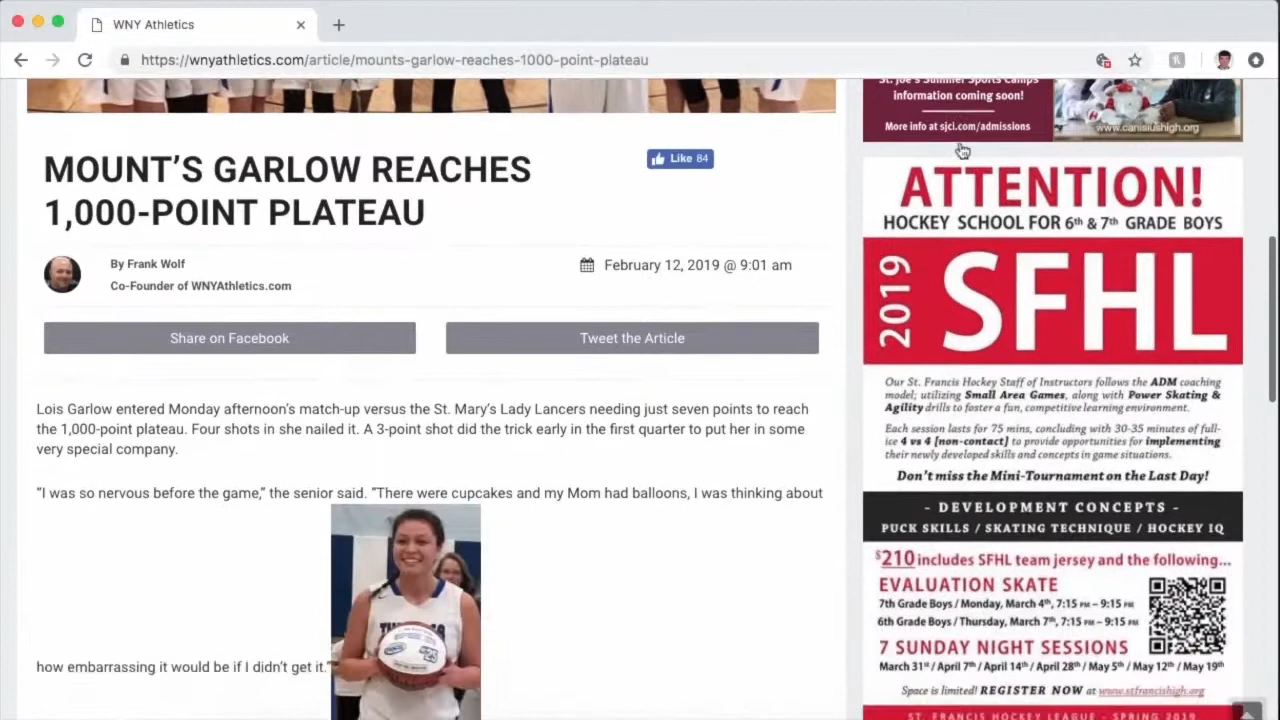 WNY Athletics
https://wnyathletics.com/article/mounts-garlow-reaches-1000-point-plateau
MOUNT’S GARLOW REACHES
1,000-POINT PLATEAU
Like 84
By Frank Wolf
Co-Founder of WNYAthletics.com
February 12, 2019 @ 9:01 am
Share on Facebook
Tweet the Article
Lois Garlow entered Monday afternoon’s match-up versus the St. Mary’s Lady Lancers needing just seven points to reach
the 1,000-point plateau. Four shots in she nailed it. A 3-point shot did the trick early in the first quarter to put her in some
very special company.
“I was so nervous before the game,” the senior said. “There were cupcakes and my Mom had balloons, I was thinking about
how embarrassing it would be if I didn’t get it.”
St. Joe's Summer Sports Camps
information coming soon!
More info at sjci.com/admissions
www.canisiushigh.org
ATTENTION!
HOCKEY SCHOOL FOR 6th & 7th GRADE BOYS
2019
SFHL
Our St. Francis Hockey Staff of Instructors follows the ADM coaching
model; utilizing Small Area Games, along with Power Skating &
Agility drills to foster a fun, competitive learning environment.
Each session lasts for 75 mins, concluding with 30-35 minutes of full-
ice 4 vs 4 [non-contact] to provide opportunities for implementing
their newly developed skills and concepts in game situations.
Don't miss the Mini-Tournament on the Last Day!
- DEVELOPMENT CONCEPTS -
PUCK SKILLS / SKATING TECHNIQUE / HOCKEY IQ
$210 includes SFHL team jersey and the following...
EVALUATION SKATE
7th Grade Boys / Monday, March 4th, 7:15 PM – 9:15 PM
6th Grade Boys / Thursday, March 7th, 7:15 PM – 9:15 PM
7 SUNDAY NIGHT SESSIONS
March 31st / April 7th / April 14th / April 28th / May 5th / May 12th / May 19th
Space is limited! REGISTER NOW at www.stfrancishigh.org
ST. FRANCIS HOCKEY LEAGUE - SPRING 2019